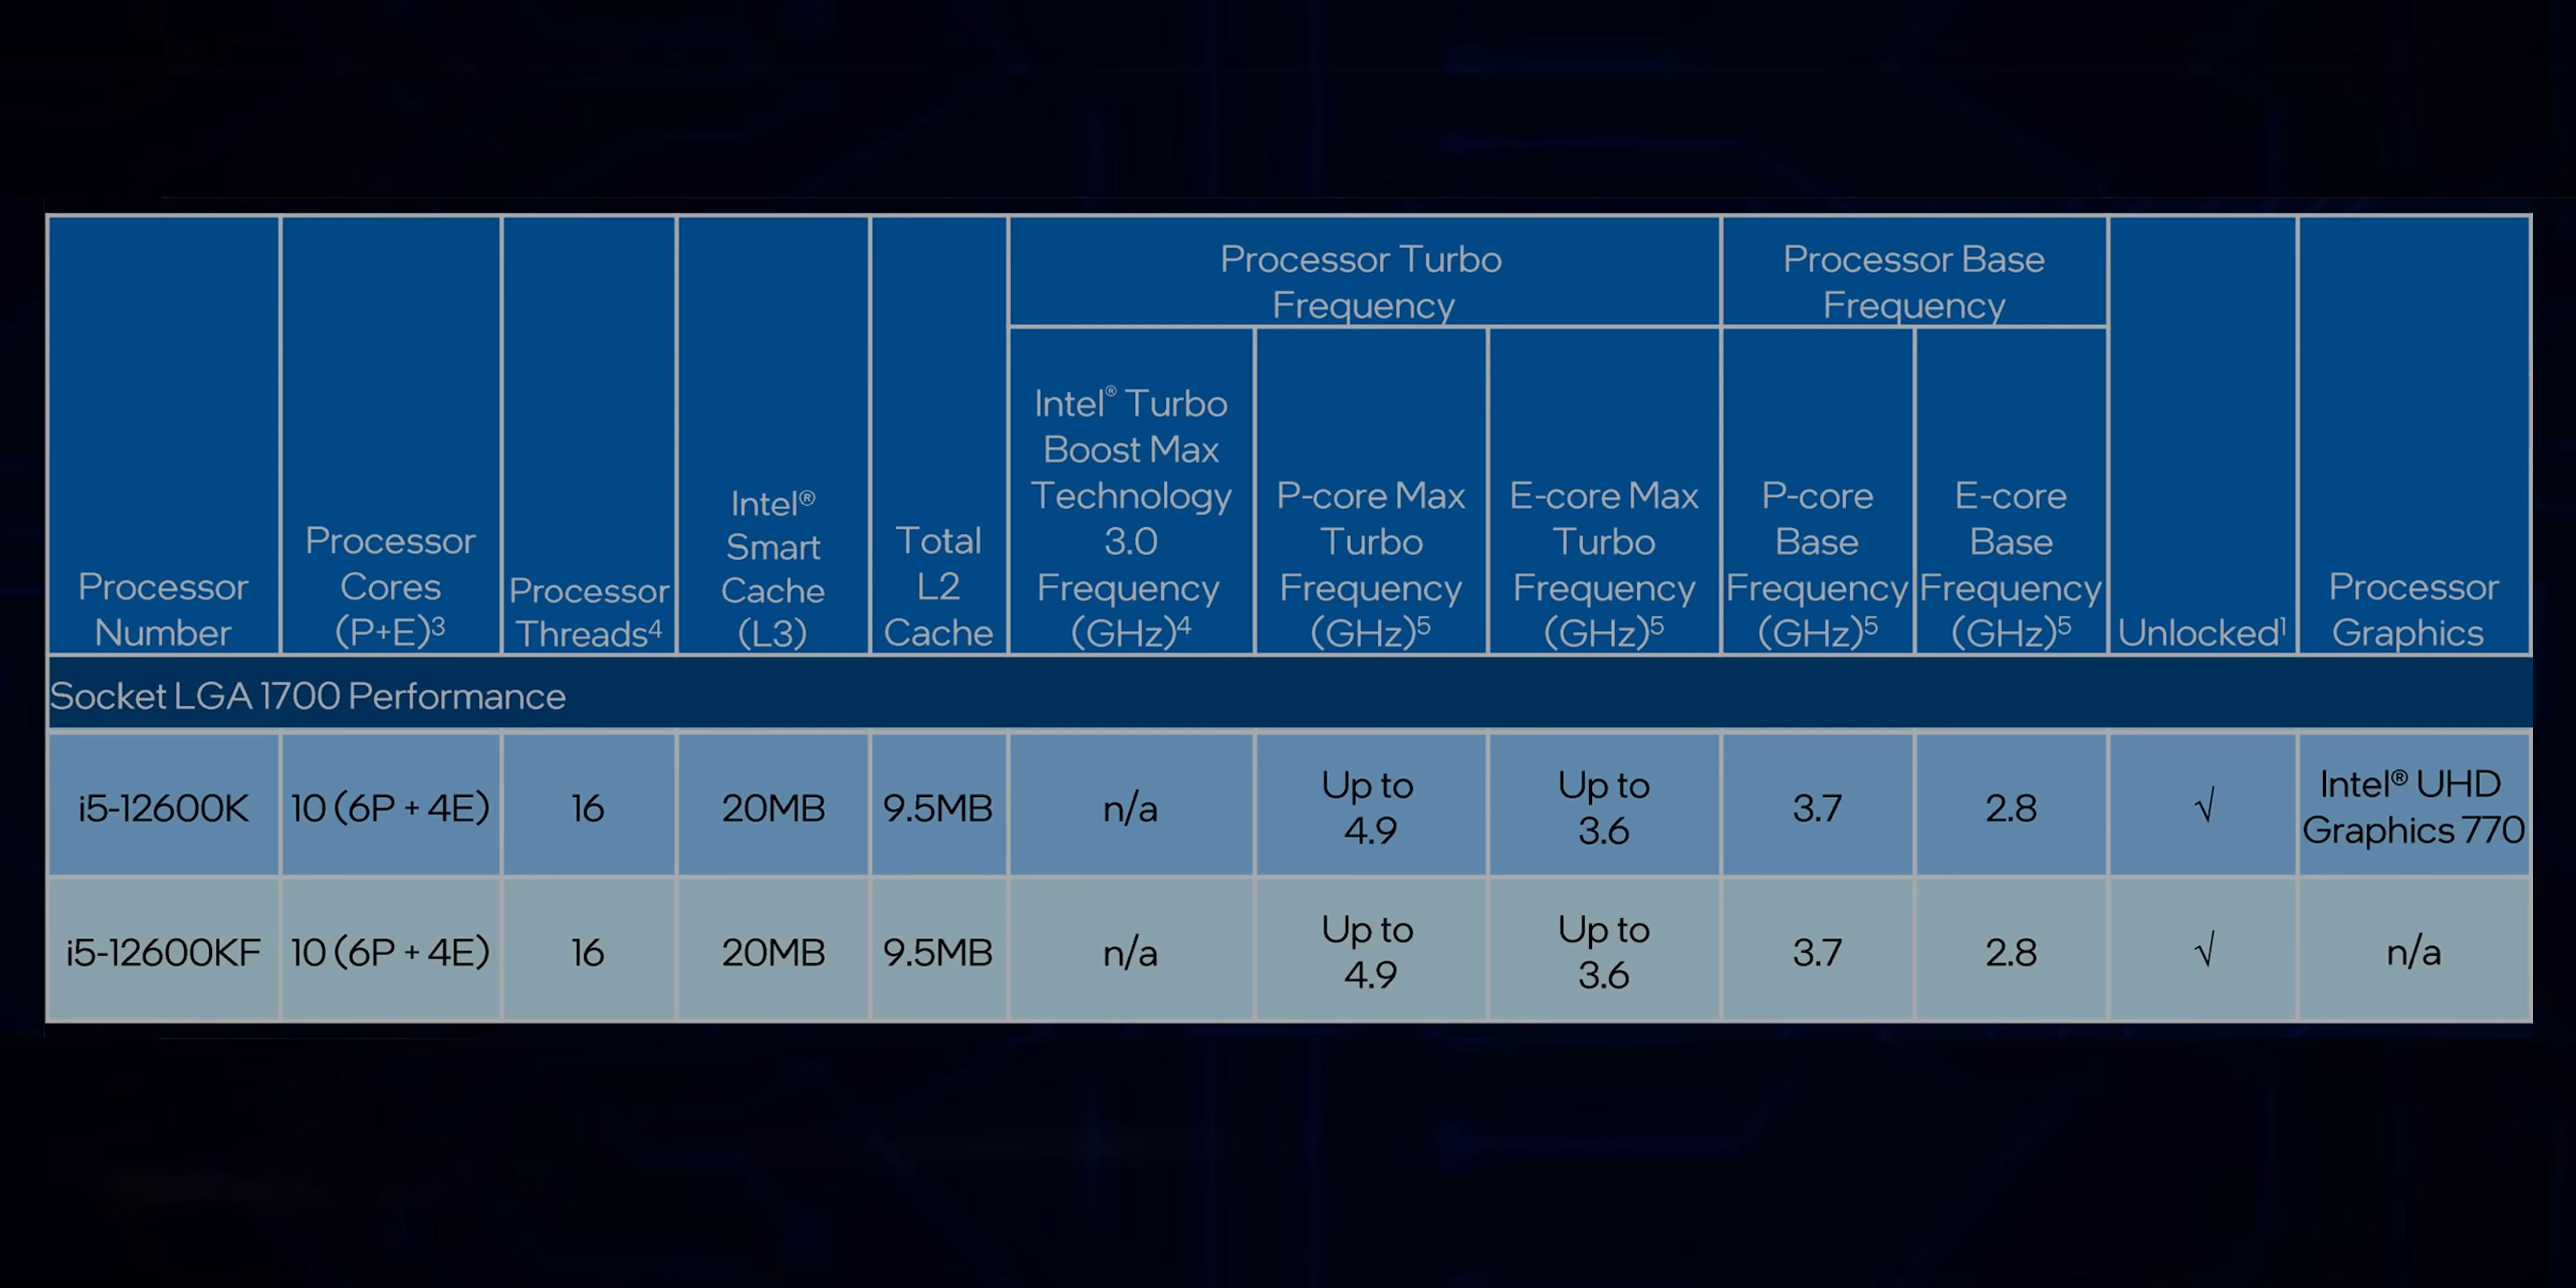 Processor Turbo
Frequency
Processor Base
Frequency
Processor
Number
Processor
Cores
(P+E)³
Processor
Threads⁴
Intel®
Smart
Cache
(L3)
Total
L2
Cache
Intel® Turbo
Boost Max
Technology
3.0
Frequency
(GHz)⁴
P-core Max
Turbo
Frequency
(GHz)⁵
E-core Max
Turbo
Frequency
(GHz)⁵
P-core
Base
Frequency
(GHz)⁵
E-core
Base
Frequency
(GHz)⁵
Unlocked¹
Processor
Graphics
Socket LGA 1700 Performance
i5-12600K
10 (6P + 4E)
16
20MB
9.5MB
n/a
Up to
4.9
Up to
3.6
3.7
2.8
√
Intel® UHD
Graphics 770
i5-12600KF
10 (6P + 4E)
16
20MB
9.5MB
n/a
Up to
4.9
Up to
3.6
3.7
2.8
√
n/a